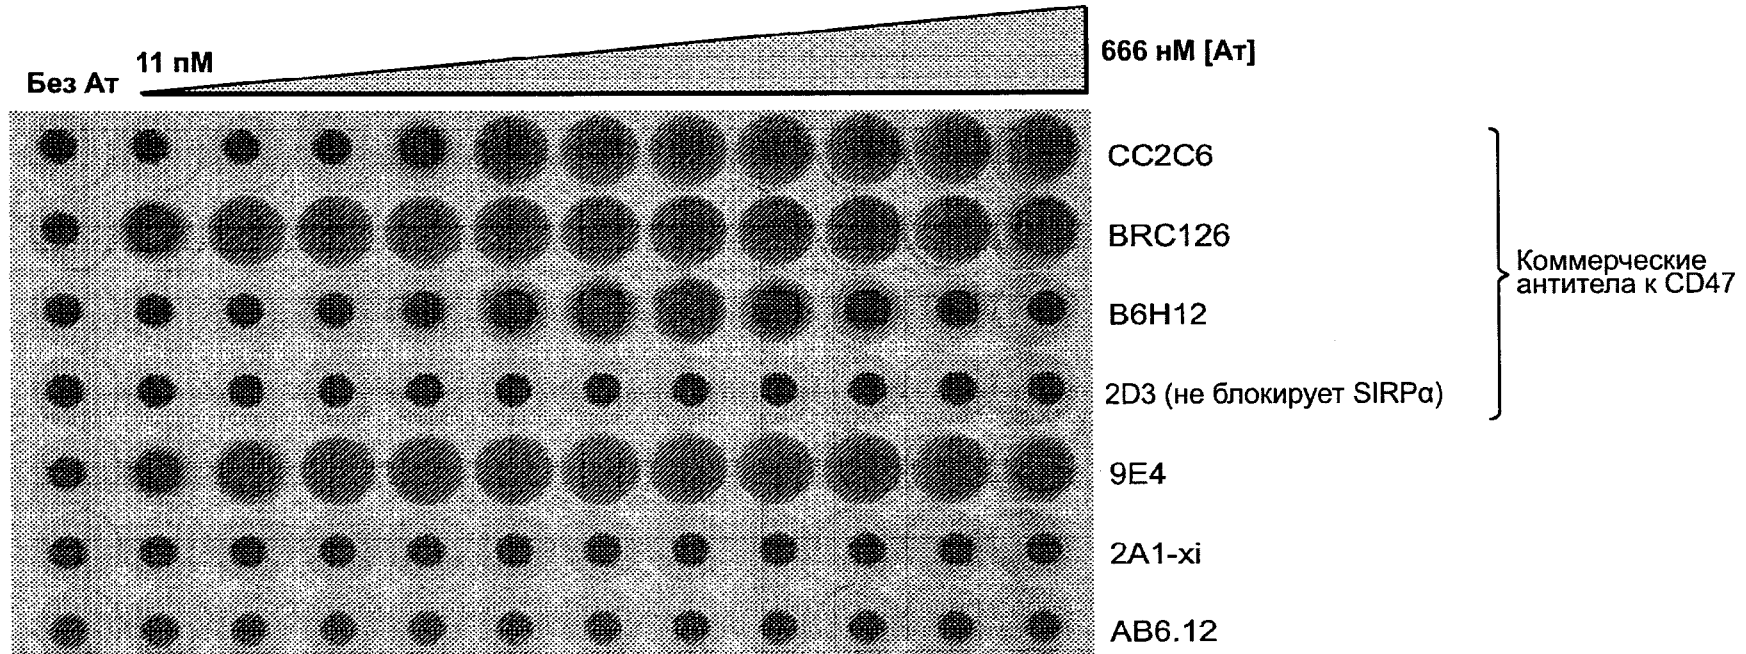 Без Ат
11 пМ
666 нМ [Ат]
CC2C6
BRC126
B6H12
2D3 (не блокирует SIRPα)
Коммерческие
антитела к CD47
9E4
2A1-xi
AB6.12